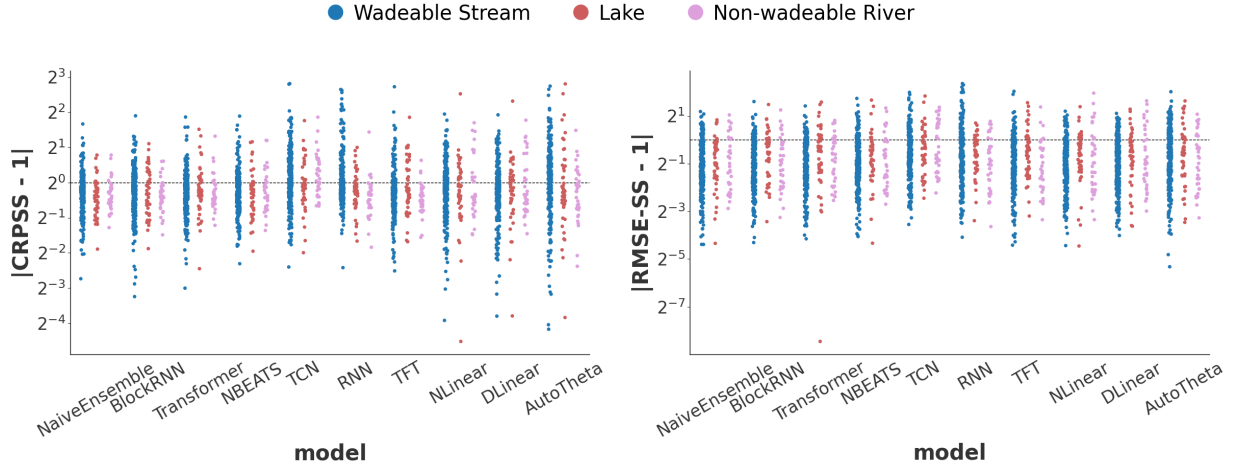 Wadeable Stream Lake Non-wadeable River
|CRPSS - 1|
2^3
2^2
2^1
2^0
2^-1
2^-2
2^-3
2^-4
NaiveEnsemble
BlockRNN
Transformer
NBEATS
TCN
RNN
TFT
NLinear
DLinear
AutoTheta
model
|RMSE-SS - 1|
2^1
2^-1
2^-3
2^-5
2^-7
NaiveEnsemble
BlockRNN
Transformer
NBEATS
TCN
RNN
TFT
NLinear
DLinear
AutoTheta
model